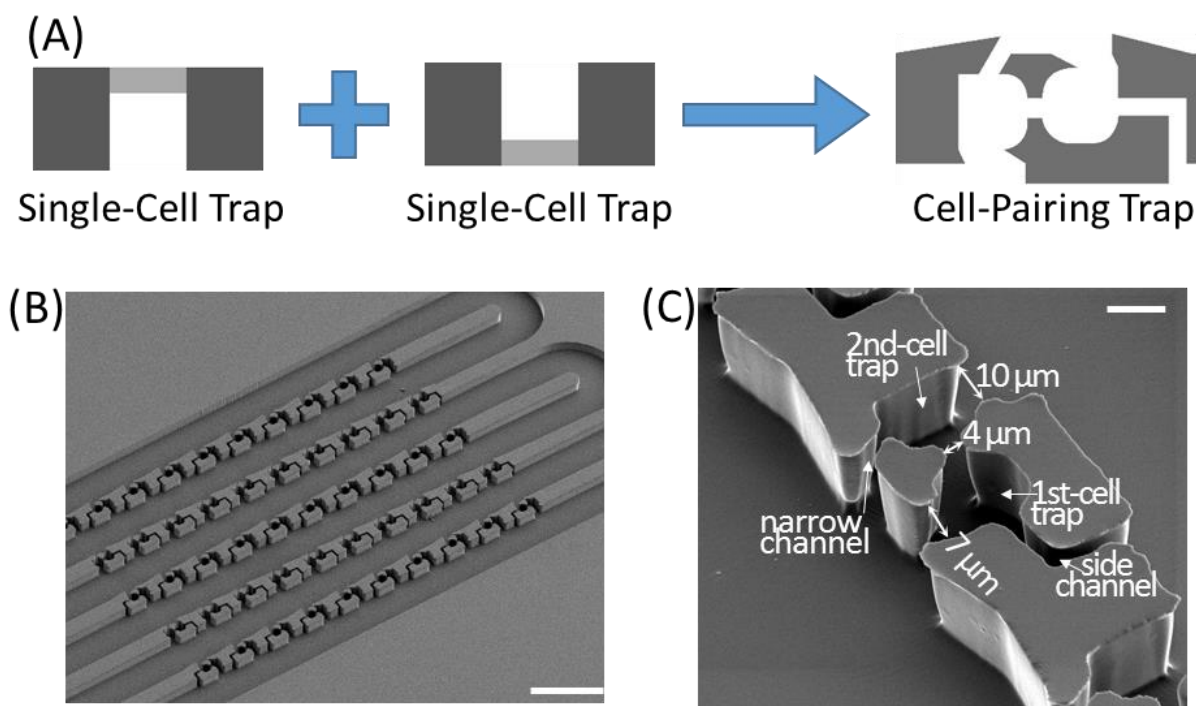 (A)
Single-Cell Trap
Single-Cell Trap
Cell-Pairing Trap
(B)
(C)
2nd-cell
trap
10 µm
4 µm
1st-cell
trap
narrow
channel
7 µm
side
channel